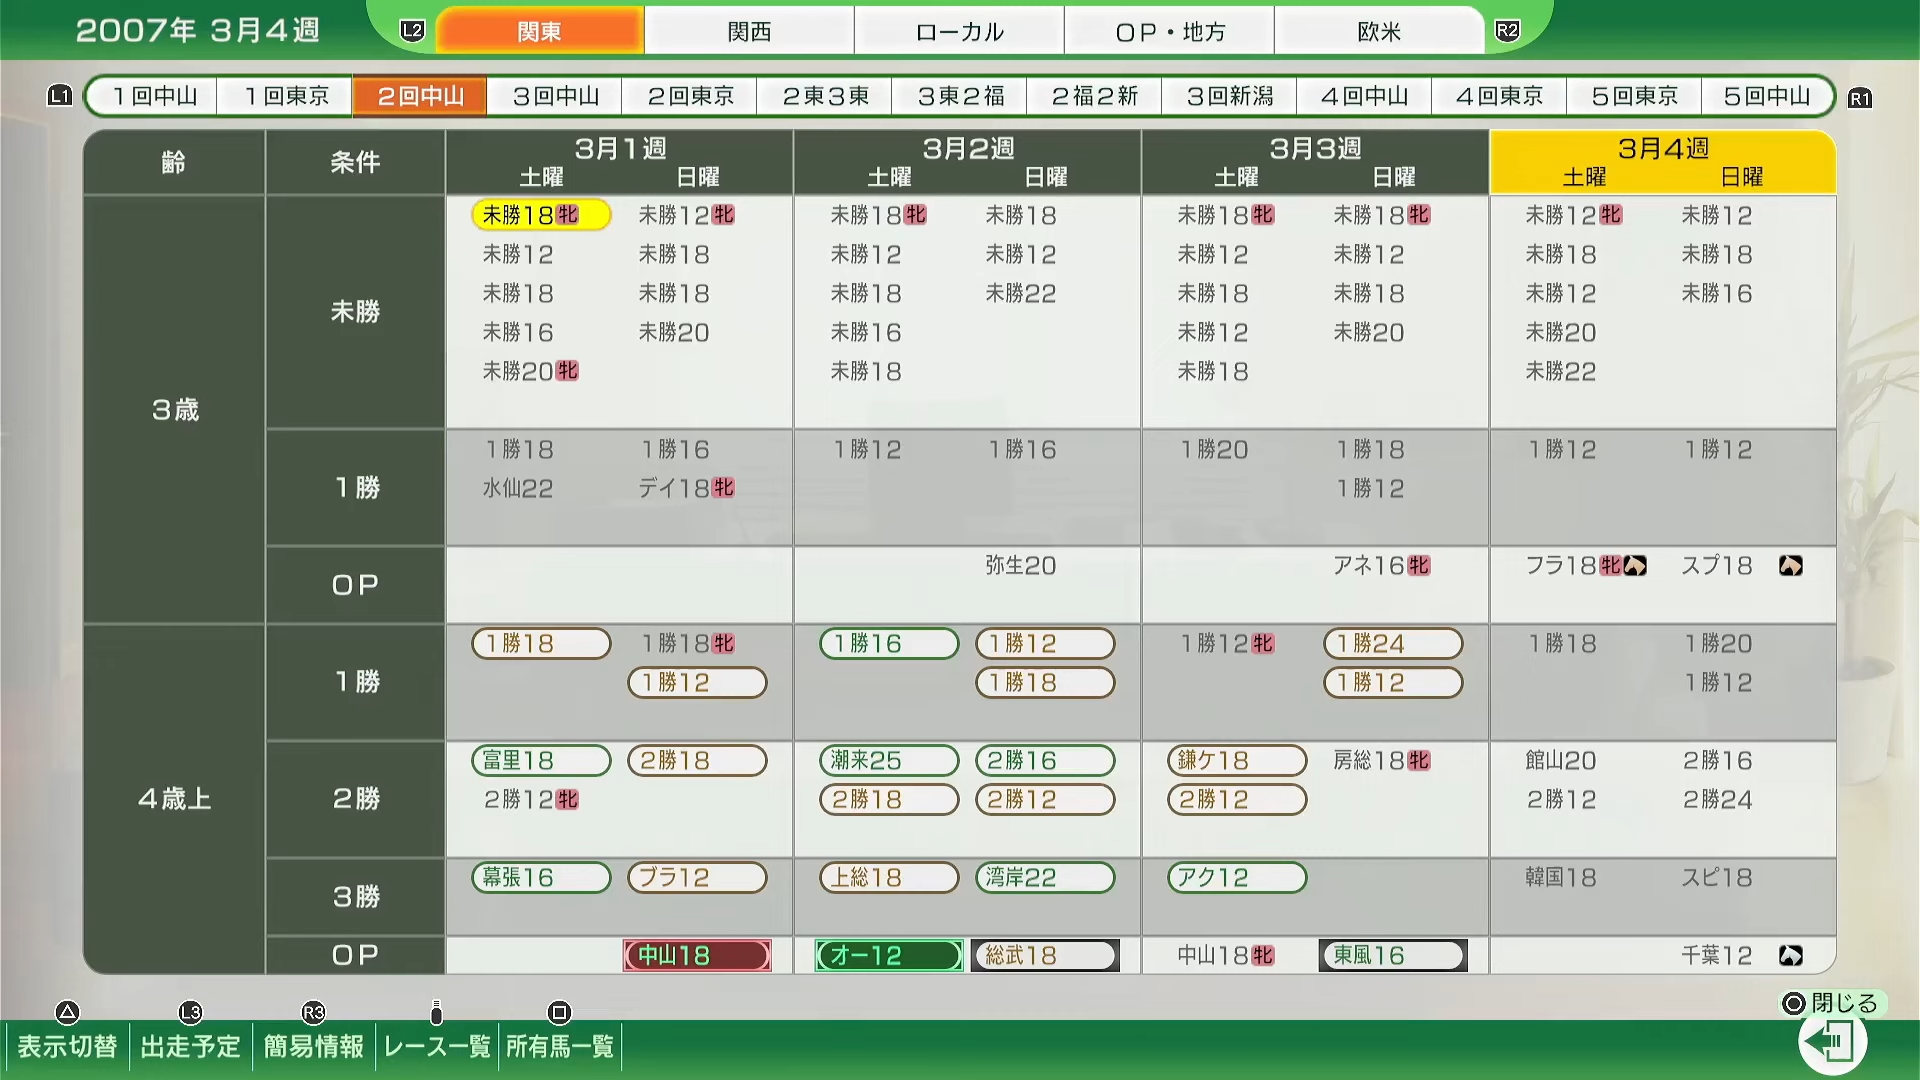 2007年 3月4週
L2 関東 関西 ローカル OP・地方 欧米 R2
L1 1回中山 1回東京 2回中山 3回中山 2回東京 2東3東 3東2福 2福2新 3回新潟 4回中山 4回東京 5回東京 5回中山 R1
齢 条件 3月1週 3月2週 3月3週 3月4週
土曜 日曜 土曜 日曜 土曜 日曜 土曜 日曜
3歳
未勝
未勝18牝 未勝12牝 未勝18牝 未勝18 未勝18牝 未勝18牝 未勝12牝 未勝12
未勝12 未勝18 未勝12 未勝12 未勝12 未勝12 未勝18 未勝18
未勝18 未勝18 未勝18 未勝22 未勝18 未勝18 未勝12 未勝16
未勝16 未勝20 未勝16 未勝12 未勝20 未勝20
未勝20牝 未勝18 未勝18 未勝22
1勝
1勝18 1勝16 1勝12 1勝16 1勝20 1勝18 1勝12 1勝12
水仙22 デイ18牝 1勝12
OP
弥生20 アネ16牝 フラ18牝 スプ18
4歳上
1勝
1勝18 1勝18牝 1勝16 1勝12 1勝12牝 1勝24 1勝18 1勝20
1勝12 1勝18 1勝12 1勝12
2勝
富里18 2勝18 潮来25 2勝16 鎌ケ18 房総18牝 館山20 2勝16
2勝12牝 2勝18 2勝12 2勝12 2勝12 2勝24
3勝
幕張16 ブラ12 上総18 湾岸22 アク12 韓国18 スピ18
OP
中山18 オー12 総武18 中山18牝 東風16 千葉12
閉じる
L3 R3
表示切替 出走予定 簡易情報 レース一覧 所有馬一覧